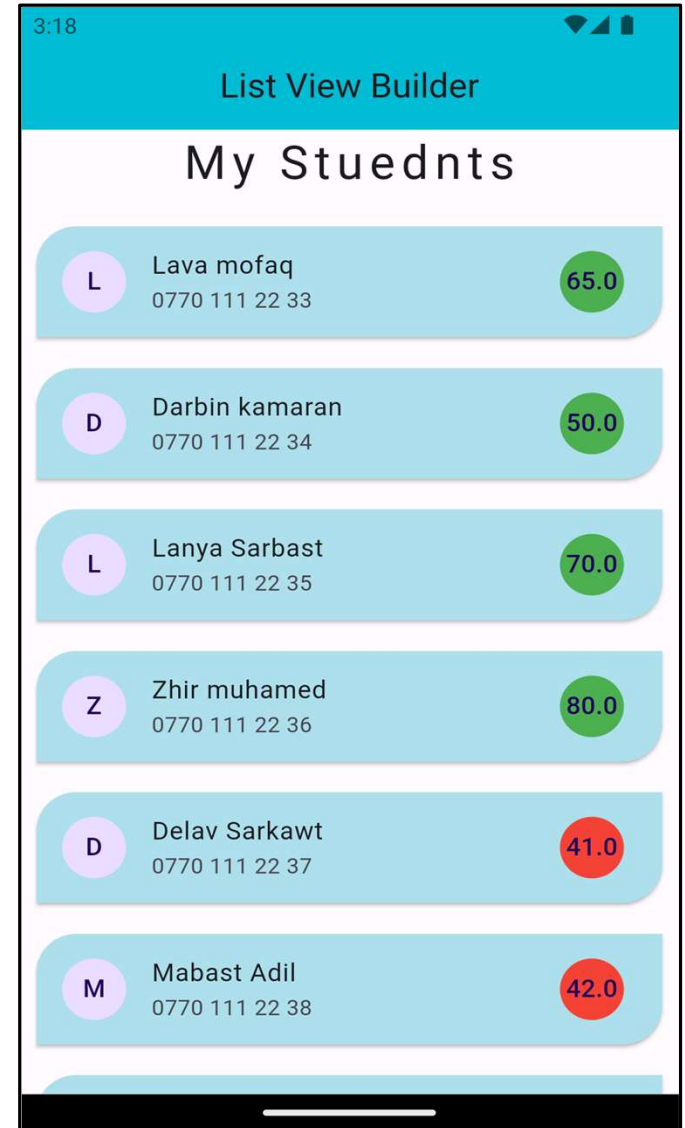 3:18
List View Builder
My Stuednts
L
Lava mofaq
0770 111 22 33
65.0
D
Darbin kamaran
0770 111 22 34
50.0
L
Lanya Sarbast
0770 111 22 35
70.0
Z
Zhir muhamed
0770 111 22 36
80.0
D
Delav Sarkawt
0770 111 22 37
41.0
M
Mabast Adil
0770 111 22 38
42.0